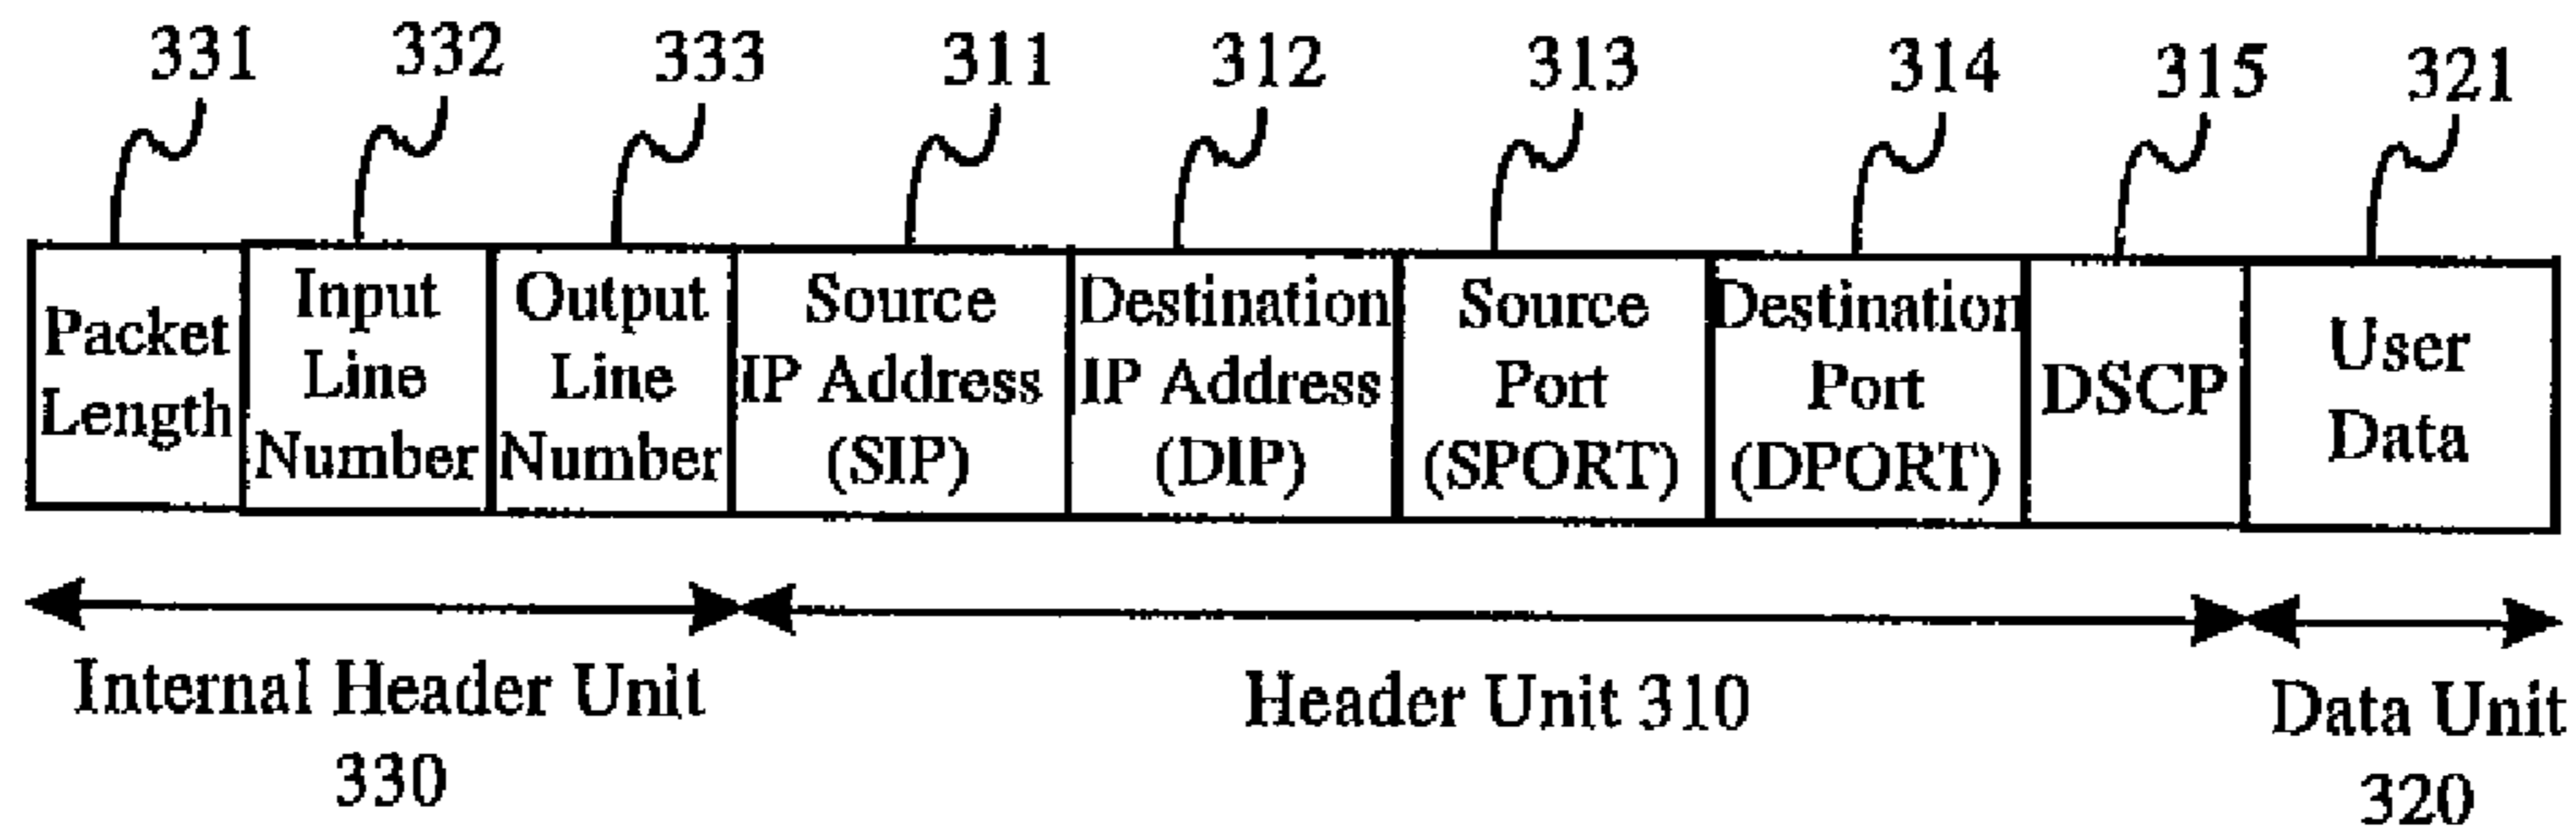 331 332 333 311 312 313 314 315 321
Packet
Length
Input
Line
Number
Output
Line
Number
Source
IP Address
(SIP)
Destination
IP Address
(DIP)
Source
Port
(SPORT)
Destination
Port
(DPORT)
DSCP
User
Data
Internal Header Unit
330
Header Unit 310
Data Unit
320